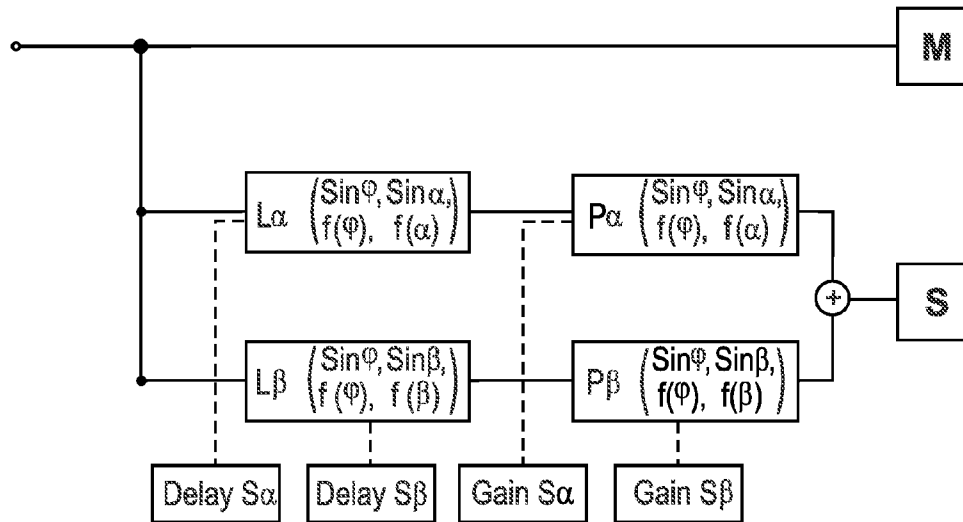 M
Lα (Sinφ, Sinα,
f(φ), f(α))
Pα (Sinφ, Sinα,
f(φ), f(α))
+
S
Lβ (Sinφ, Sinβ,
f(φ), f(β))
Pβ (Sinφ, Sinβ,
f(φ), f(β))
Delay Sα
Delay Sβ
Gain Sα
Gain Sβ